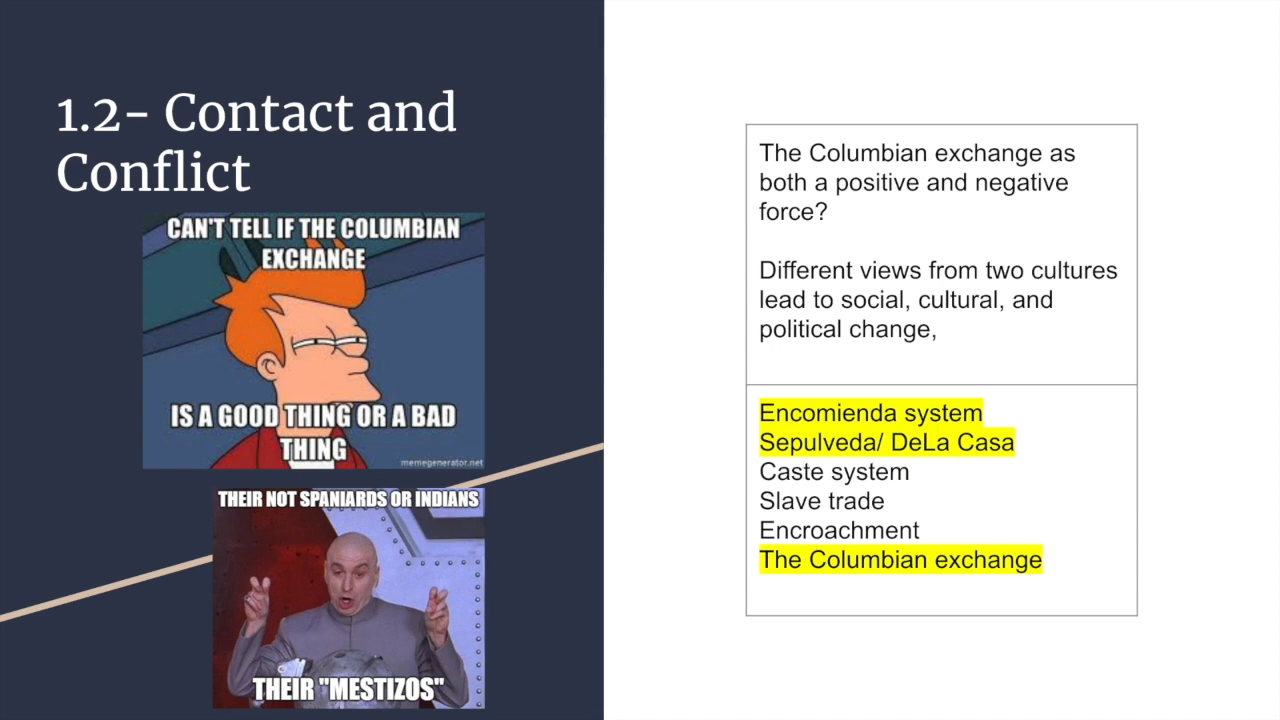 1.2- Contact and
Conflict
CAN'T TELL IF THE COLUMBIAN
EXCHANGE
IS A GOOD THING OR A BAD
THING
memegenerator.net
THEIR NOT SPANIARDS OR INDIANS
THEIR "MESTIZOS"
The Columbian exchange as
both a positive and negative
force?
Different views from two cultures
lead to social, cultural, and
political change,
Encomienda system
Sepulveda/ DeLa Casa
Caste system
Slave trade
Encroachment
The Columbian exchange